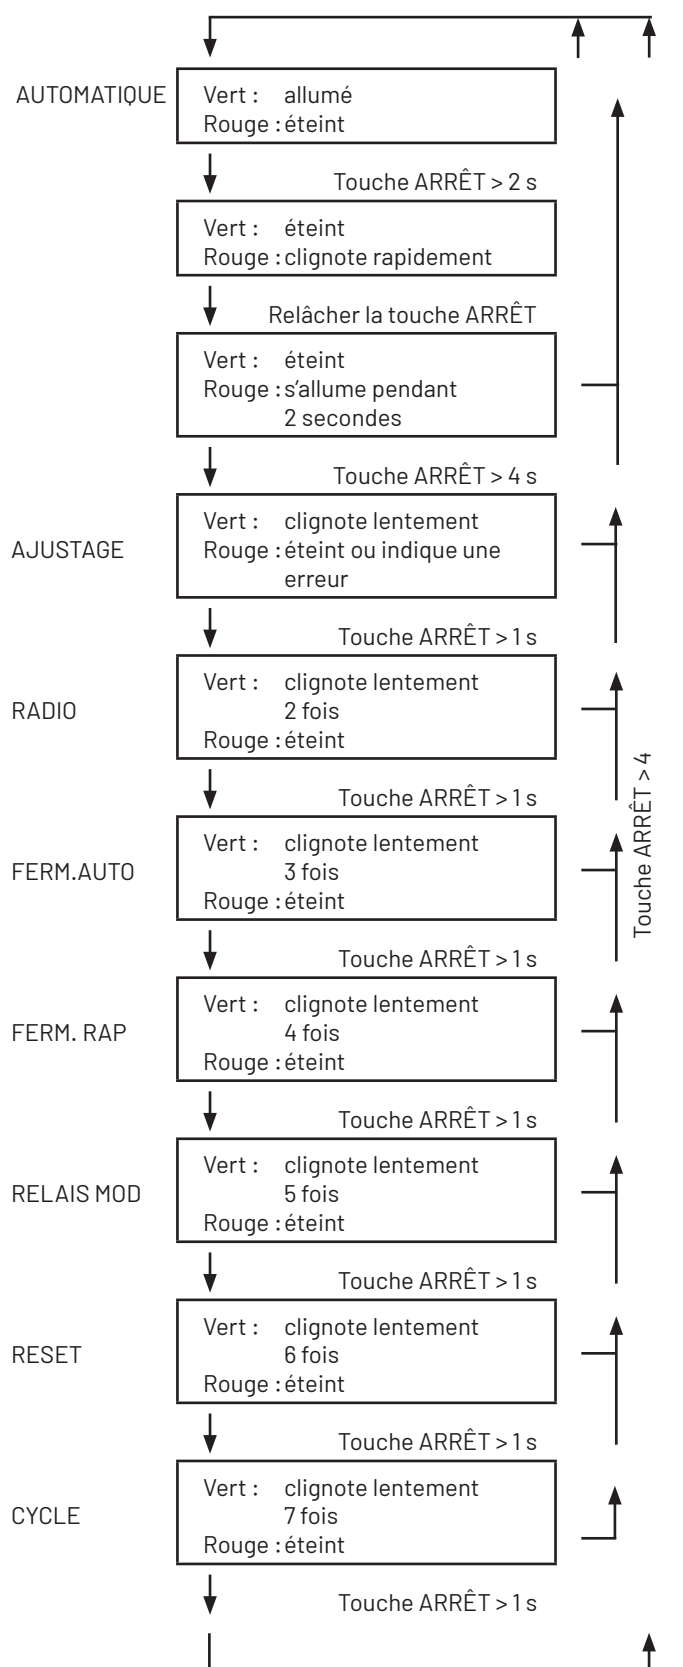 AUTOMATIQUE
Vert : allumé
Rouge : éteint
Touche ARRÊT > 2 s
Vert : éteint
Rouge : clignote rapidement
Relâcher la touche ARRÊT
Vert : éteint
Rouge : s'allume pendant
2 secondes
Touche ARRÊT > 4 s
AJUSTAGE
Vert : clignote lentement
Rouge : éteint ou indique une
erreur
Touche ARRÊT > 1 s
RADIO
Vert : clignote lentement
2 fois
Rouge : éteint
Touche ARRÊT > 1 s
Touche ARRÊT > 4
FERM.AUTO
Vert : clignote lentement
3 fois
Rouge : éteint
Touche ARRÊT > 1 s
FERM. RAP
Vert : clignote lentement
4 fois
Rouge : éteint
Touche ARRÊT > 1 s
RELAIS MOD
Vert : clignote lentement
5 fois
Rouge : éteint
Touche ARRÊT > 1 s
RESET
Vert : clignote lentement
6 fois
Rouge : éteint
Touche ARRÊT > 1 s
CYCLE
Vert : clignote lentement
7 fois
Rouge : éteint
Touche ARRÊT > 1 s